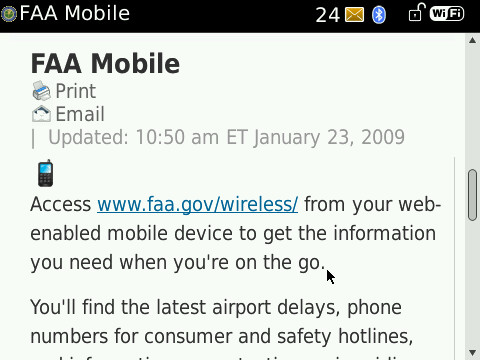 FAA Mobile 24 WiFi
FAA Mobile
Print
Email
| Updated: 10:50 am ET January 23, 2009
Access www.faa.gov/wireless/ from your web-
enabled mobile device to get the information
you need when you're on the go.
You'll find the latest airport delays, phone
numbers for consumer and safety hotlines,